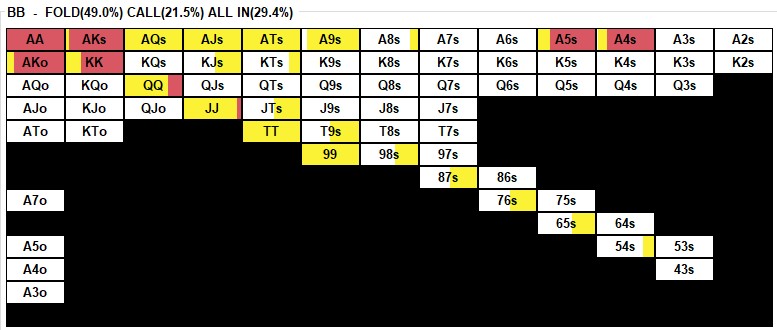 BB - FOLD(49.0%) CALL(21.5%) ALL IN(29.4%)
AA AKs AQs AJs ATs A9s A8s A7s A6s A5s A4s A3s A2s
AKo KK KQs KJs KTs K9s K8s K7s K6s K5s K4s K3s K2s
AQo KQo QQ QJs QTs Q9s Q8s Q7s Q6s Q5s Q4s Q3s
AJo KJo QJo JJ JTs J9s J8s J7s
ATo KTo TT T9s T8s T7s
99 98s 97s
87s 86s
A7o 76s 75s
65s 64s
A5o 54s 53s
A4o 43s
A3o